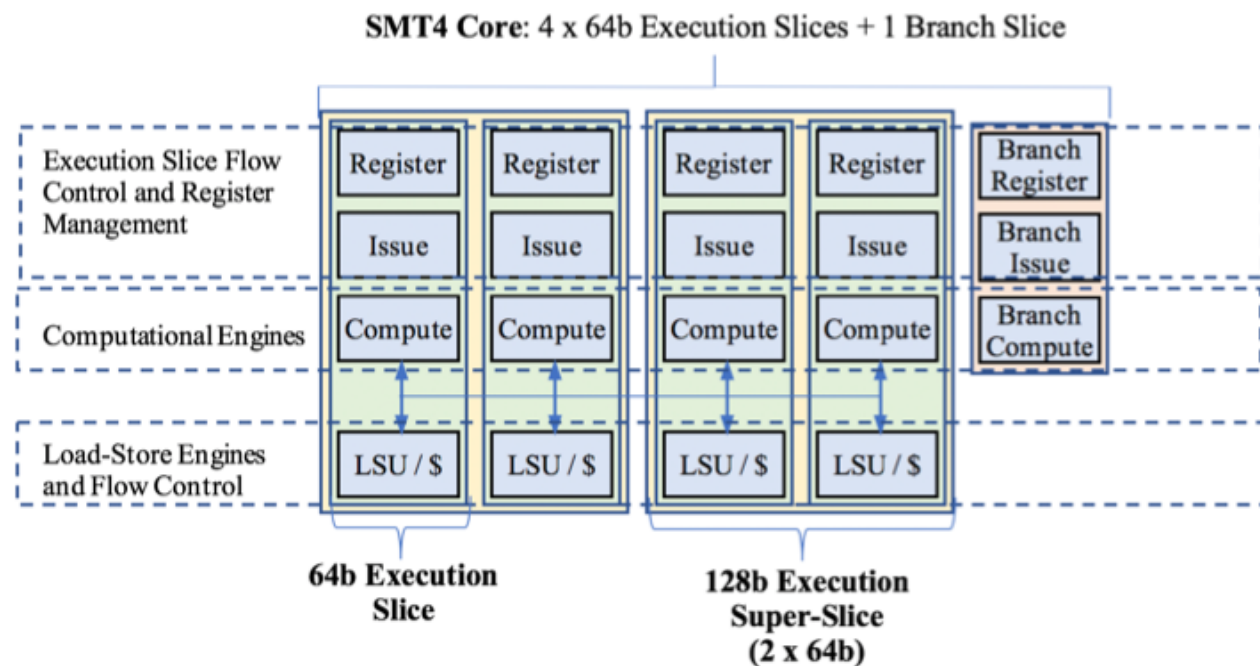 SMT4 Core: 4 x 64b Execution Slices + 1 Branch Slice
Execution Slice Flow
Control and Register
Management
Register
Register
Register
Register
Branch
Register
Issue
Issue
Issue
Issue
Branch
Issue
Computational Engines
Compute
Compute
Compute
Compute
Branch
Compute
Load-Store Engines
and Flow Control
LSU / $
LSU / $
LSU / $
LSU / $
64b Execution
Slice
128b Execution
Super-Slice
(2 x 64b)